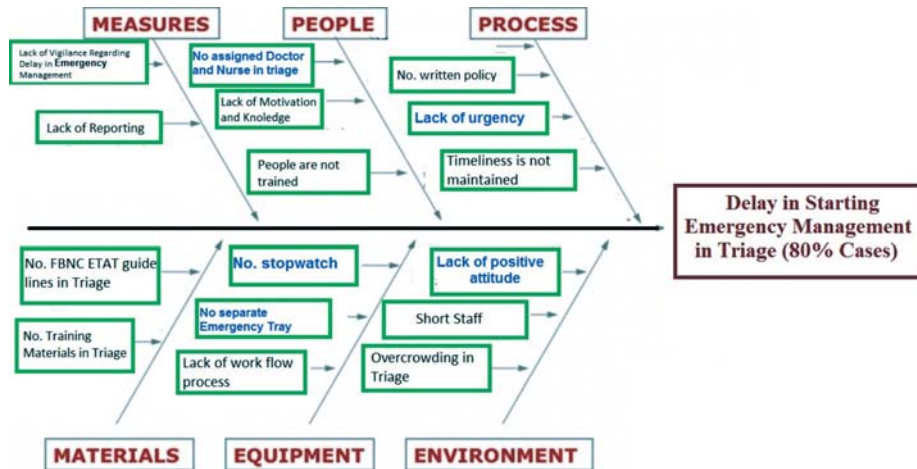 MEASURES
PEOPLE
PROCESS
Lack of Vigilance Regarding
Delay in Emergency
Management
Lack of Reporting
No assigned Doctor
and Nurse in triage
Lack of Motivation
and Knoledge
People are not
trained
No. written policy
Lack of urgency
Timeliness is not
maintained
Delay in Starting
Emergency Management
in Triage (80% Cases)
No. FBNC ETAT guide
lines in Triage
No. Training
Materials in Triage
No. stopwatch
No separate
Emergency Tray
Lack of work flow
process
Lack of positive
attitude
Short Staff
Overcrowding in
Triage
MATERIALS
EQUIPMENT
ENVIRONMENT